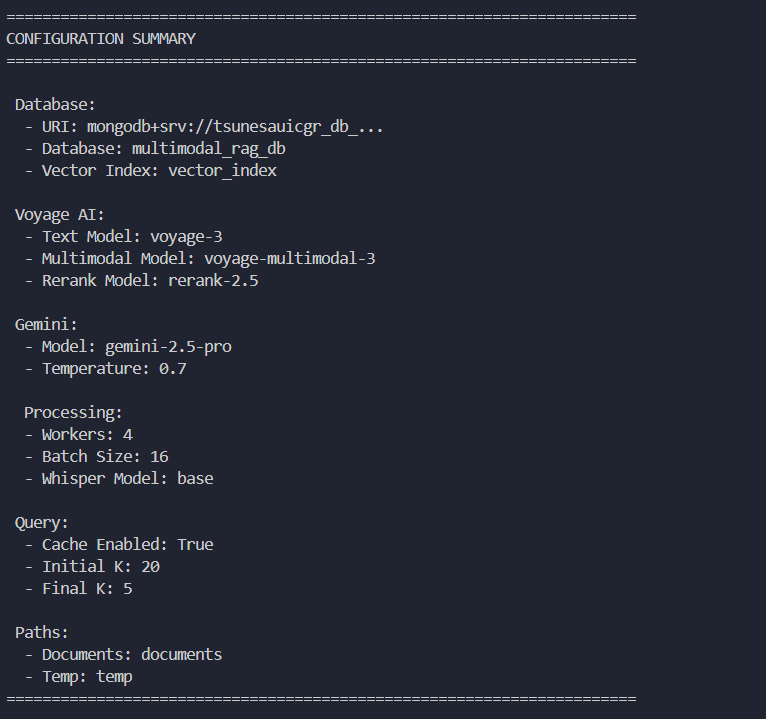 ======================================================================
CONFIGURATION SUMMARY
======================================================================
Database:
- URI: mongodb+srv://tsunesauicgr_db_...
- Database: multimodal_rag_db
- Vector Index: vector_index
Voyage AI:
- Text Model: voyage-3
- Multimodal Model: voyage-multimodal-3
- Rerank Model: rerank-2.5
Gemini:
- Model: gemini-2.5-pro
- Temperature: 0.7
Processing:
- Workers: 4
- Batch Size: 16
- Whisper Model: base
Query:
- Cache Enabled: True
- Initial K: 20
- Final K: 5
Paths:
- Documents: documents
- Temp: temp
======================================================================